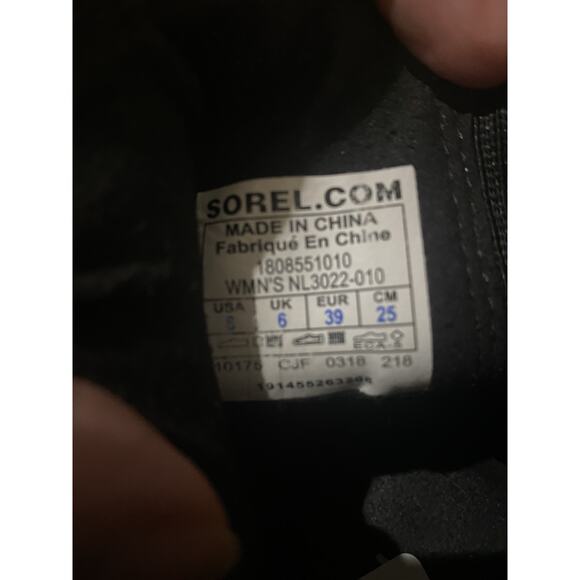 SOREL.COM
MADE IN CHINA
Fabriqué En Chine
1808551010
WMN'S NL3022-010
USA UK EUR CM
6 39 25
10175 CJF 0318 218